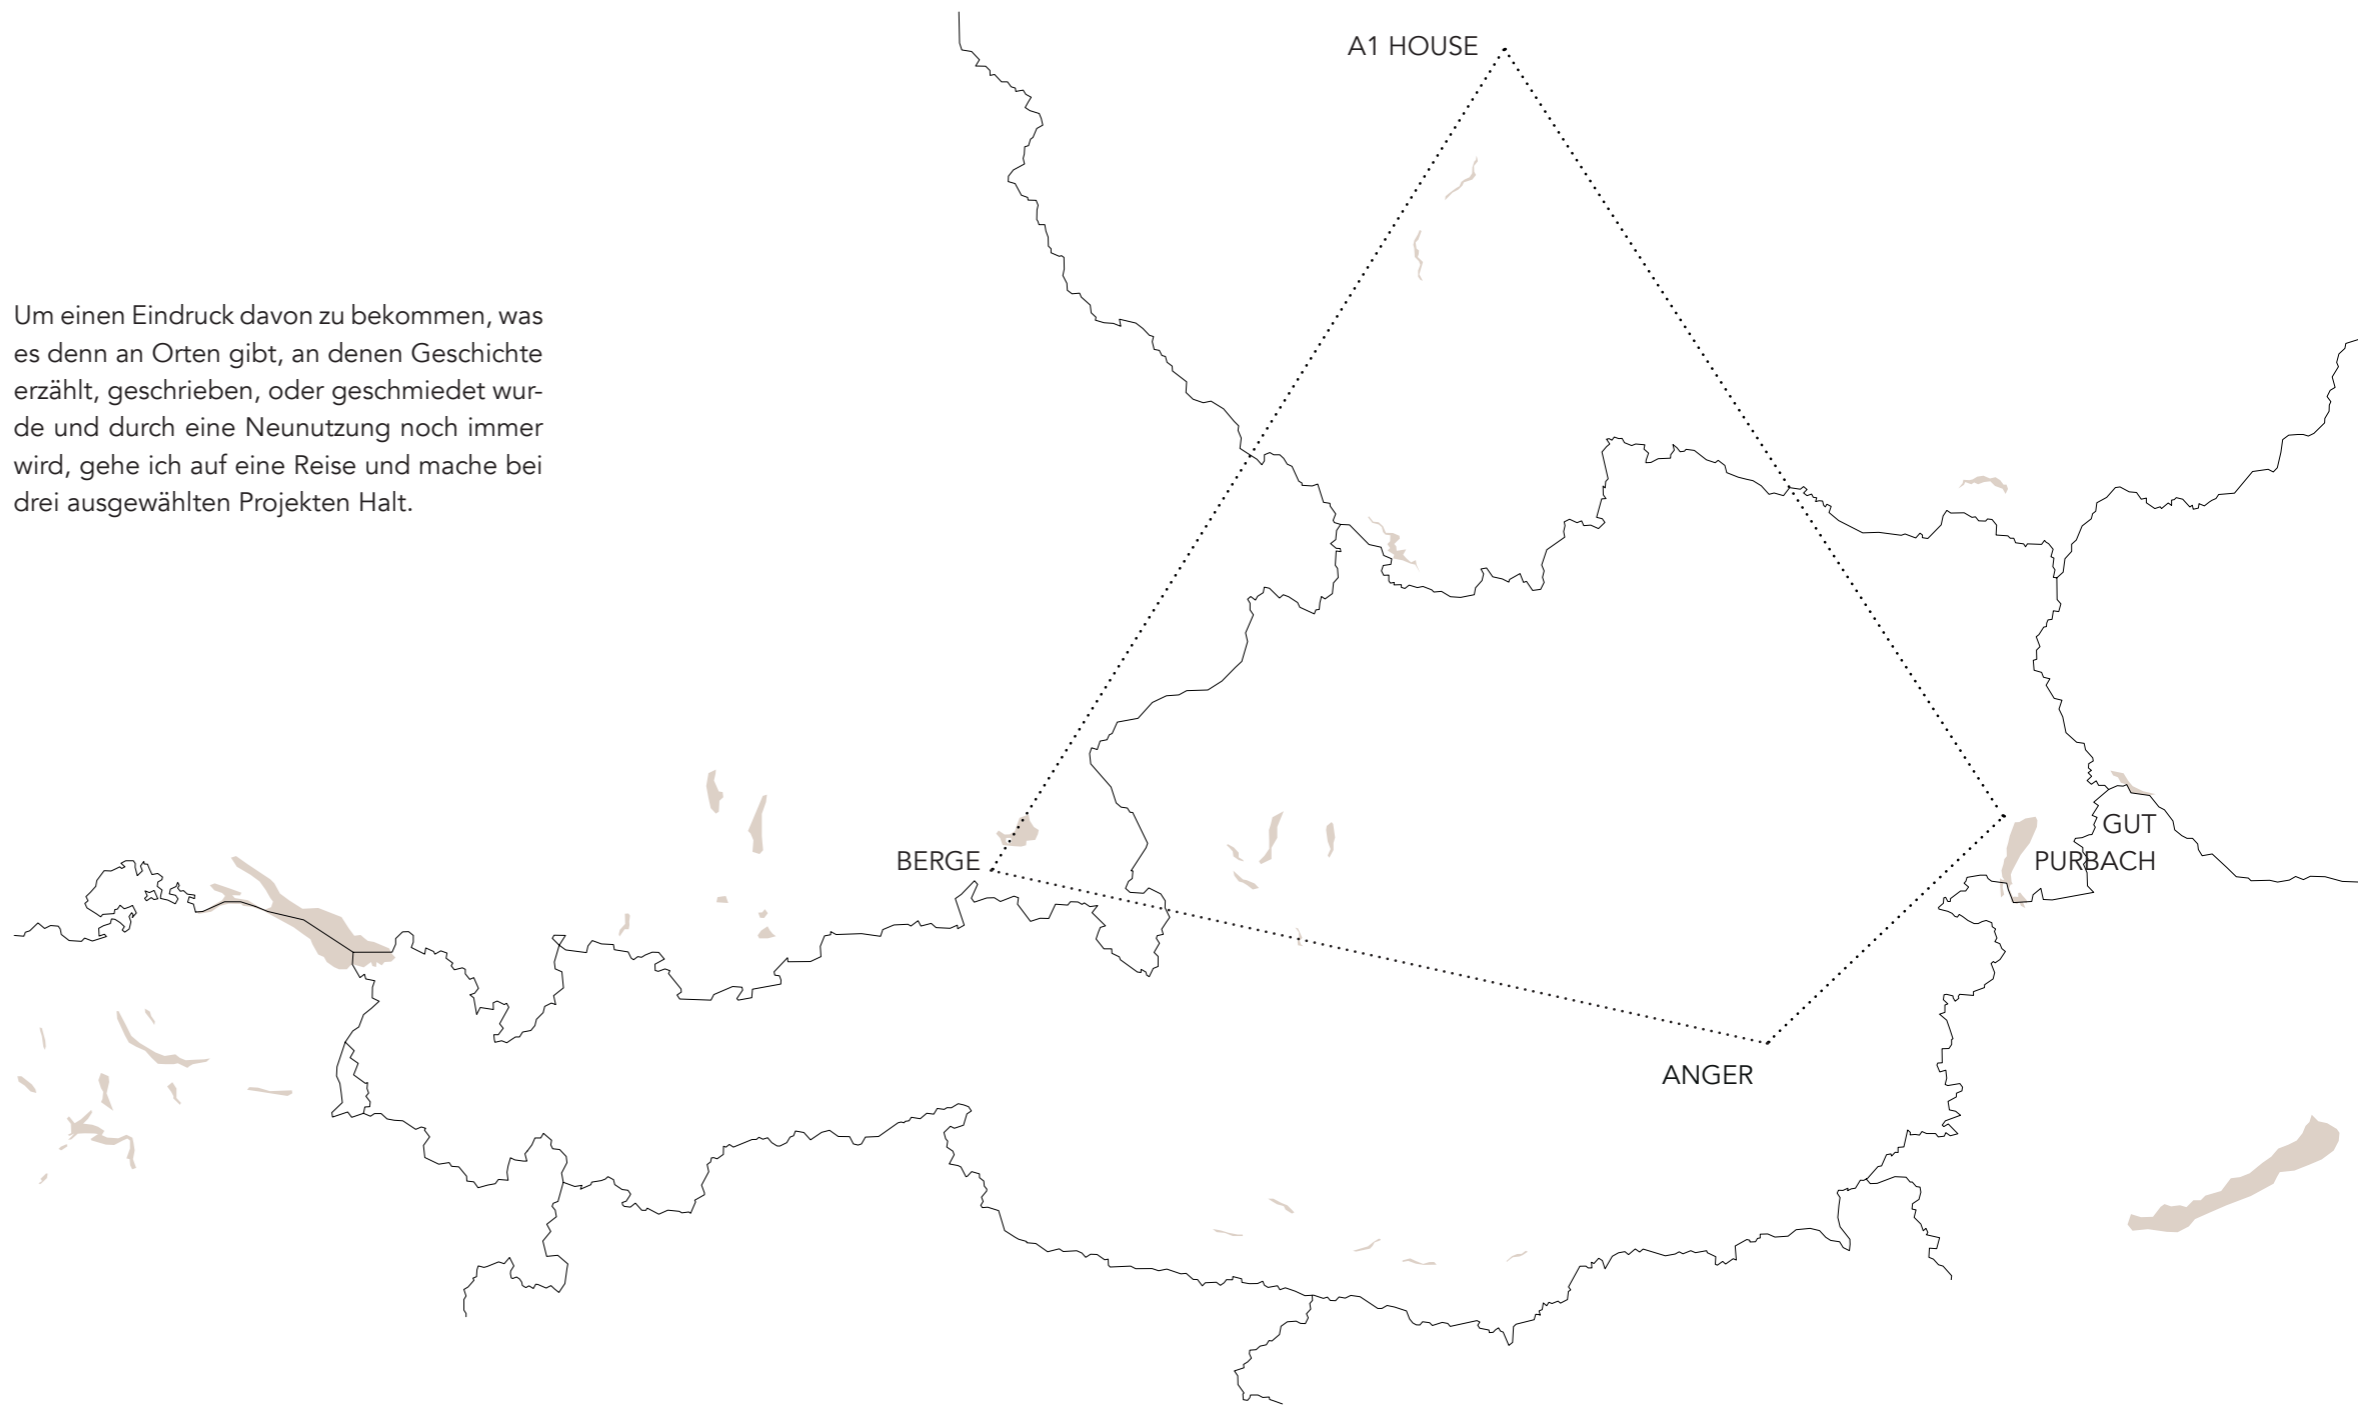 A1 HOUSE
Um einen Eindruck davon zu bekommen, was
es denn an Orten gibt, an denen Geschichte
erzählt, geschrieben, oder geschmiedet wur-
de und durch eine Neunutzung noch immer
wird, gehe ich auf eine Reise und mache bei
drei ausgewählten Projekten Halt.
GUT
PURBACH
BERGE
ANGER